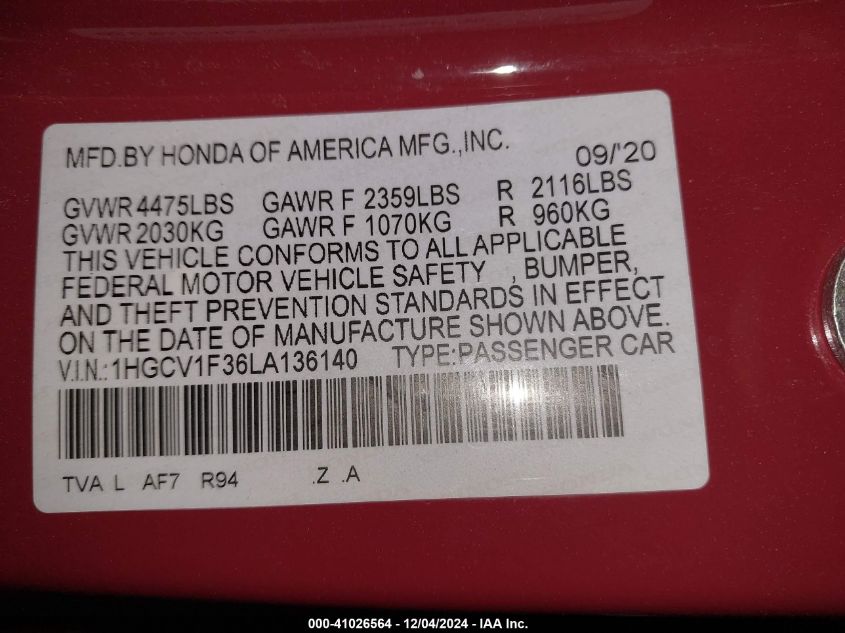 MFD.BY HONDA OF AMERICA MFG.,INC. 09/'20
GVWR 4475LBS GAWR F 2359LBS R 2116LBS
GVWR 2030KG GAWR F 1070KG R 960KG
THIS VEHICLE CONFORMS TO ALL APPLICABLE
FEDERAL MOTOR VEHICLE SAFETY , BUMPER,
AND THEFT PREVENTION STANDARDS IN EFFECT
ON THE DATE OF MANUFACTURE SHOWN ABOVE.
V.I.N.:1HGCV1F36LA136140 TYPE:PASSENGER CAR
TVA L AF7 R94 .Z .A
000-41026564 - 12/04/2024 - IAA Inc.